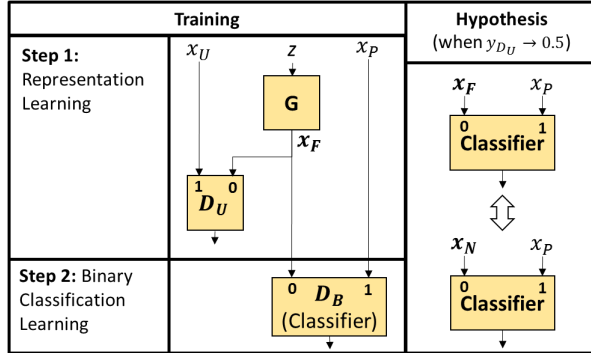 Training
Hypothesis
(when y_{D_U} → 0.5)
Step 1:
Representation
Learning
x_U
z
x_P
G
x_F
1 0
D_U
x_F x_P
0 1
Classifier
x_N x_P
0 1
Classifier
Step 2: Binary
Classification
Learning
0 D_B 1
(Classifier)